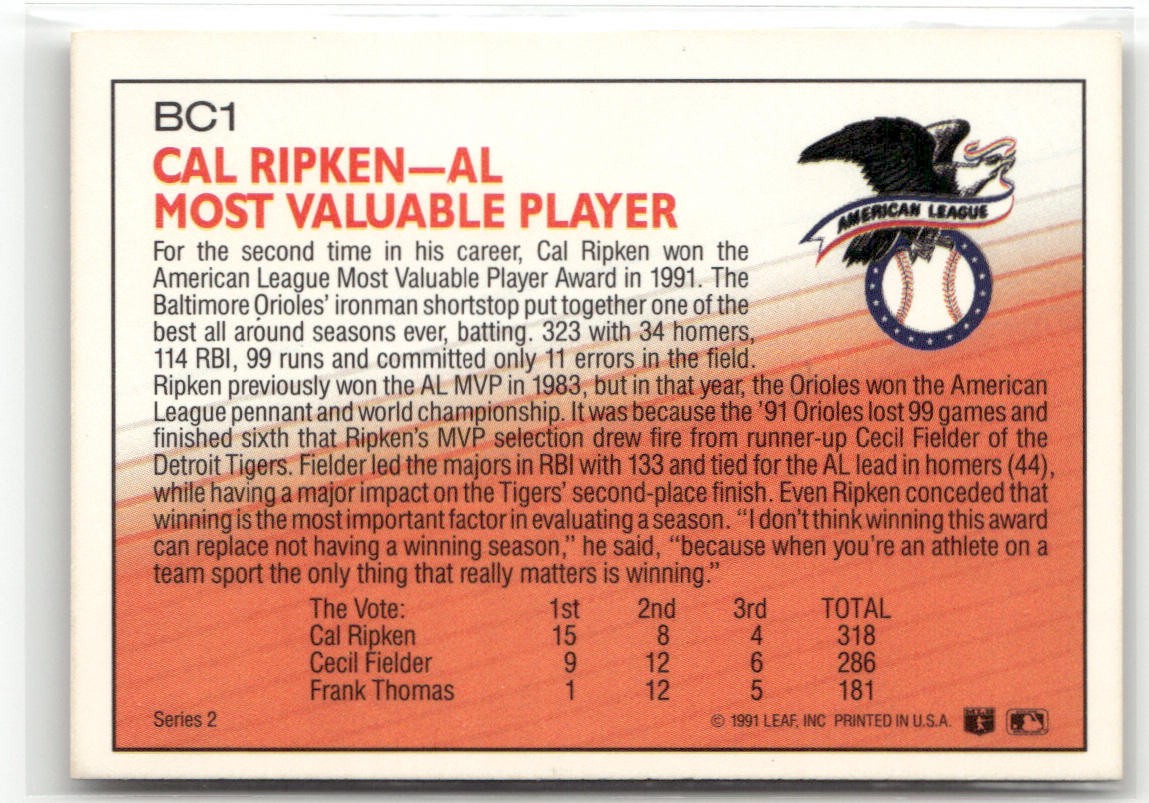 BC1
CAL RIPKEN—AL
MOST VALUABLE PLAYER
AMERICAN LEAGUE
For the second time in his career, Cal Ripken won the
American League Most Valuable Player Award in 1991. The
Baltimore Orioles' ironman shortstop put together one of the
best all around seasons ever, batting. 323 with 34 homers,
114 RBI, 99 runs and committed only 11 errors in the field.
Ripken previously won the AL MVP in 1983, but in that year, the Orioles won the American
League pennant and world championship. It was because the '91 Orioles lost 99 games and
finished sixth that Ripken's MVP selection drew fire from runner-up Cecil Fielder of the
Detroit Tigers. Fielder led the majors in RBI with 133 and tied for the AL lead in homers (44),
while having a major impact on the Tigers' second-place finish. Even Ripken conceded that
winning is the most important factor in evaluating a season. "I don't think winning this award
can replace not having a winning season," he said, "because when you're an athlete on a
team sport the only thing that really matters is winning."
The Vote: 1st 2nd 3rd TOTAL
Cal Ripken 15 8 4 318
Cecil Fielder 9 12 6 286
Frank Thomas 1 12 5 181
Series 2 © 1991 LEAF, INC PRINTED IN U.S.A.